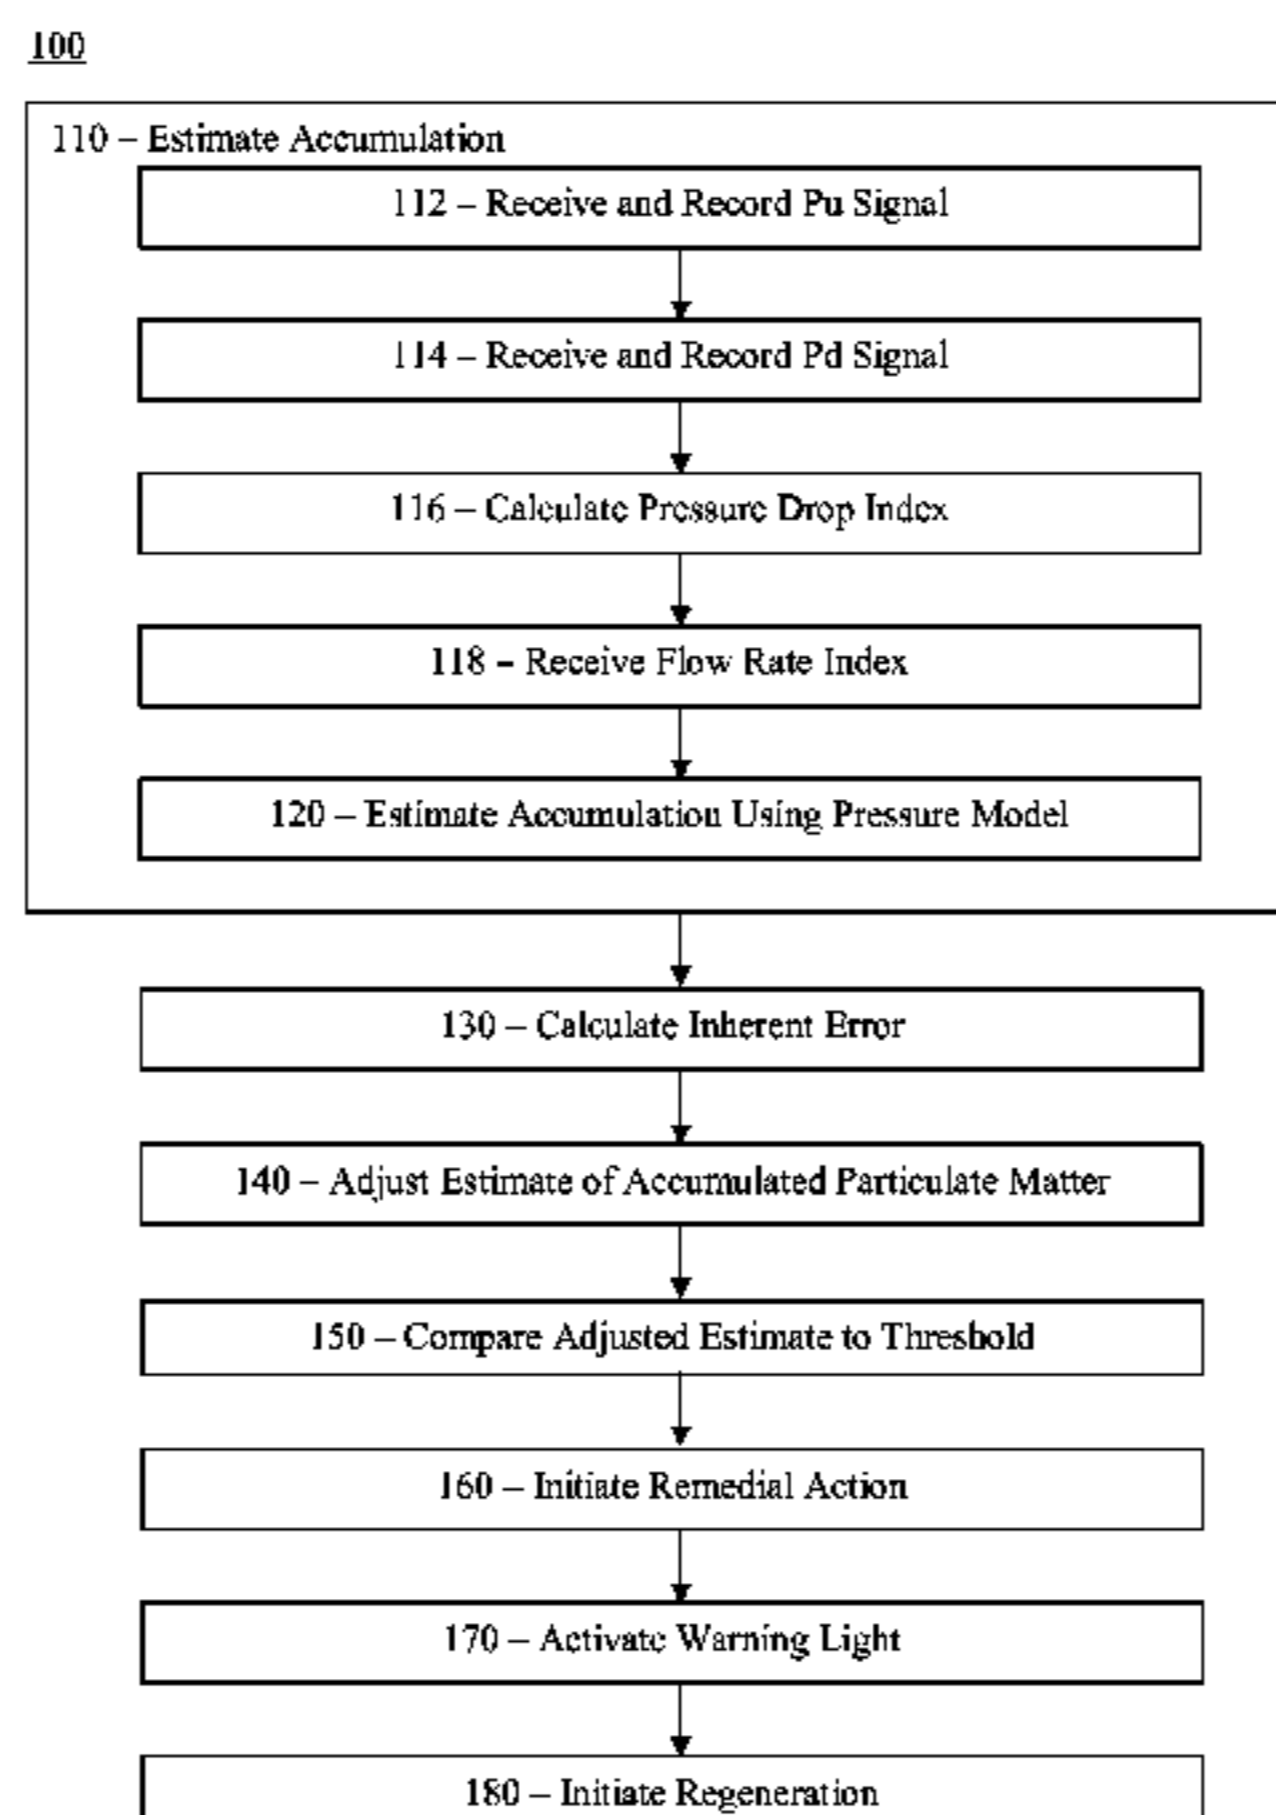 100
110 – Estimate Accumulation
112 – Receive and Record Pu Signal
114 – Receive and Record Pd Signal
116 – Calculate Pressure Drop Index
118 – Receive Flow Rate Index
120 – Estimate Accumulation Using Pressure Model
130 – Calculate Inherent Error
140 – Adjust Estimate of Accumulated Particulate Matter
150 – Compare Adjusted Estimate to Threshold
160 – Initiate Remedial Action
170 – Activate Warning Light
180 – Initiate Regeneration